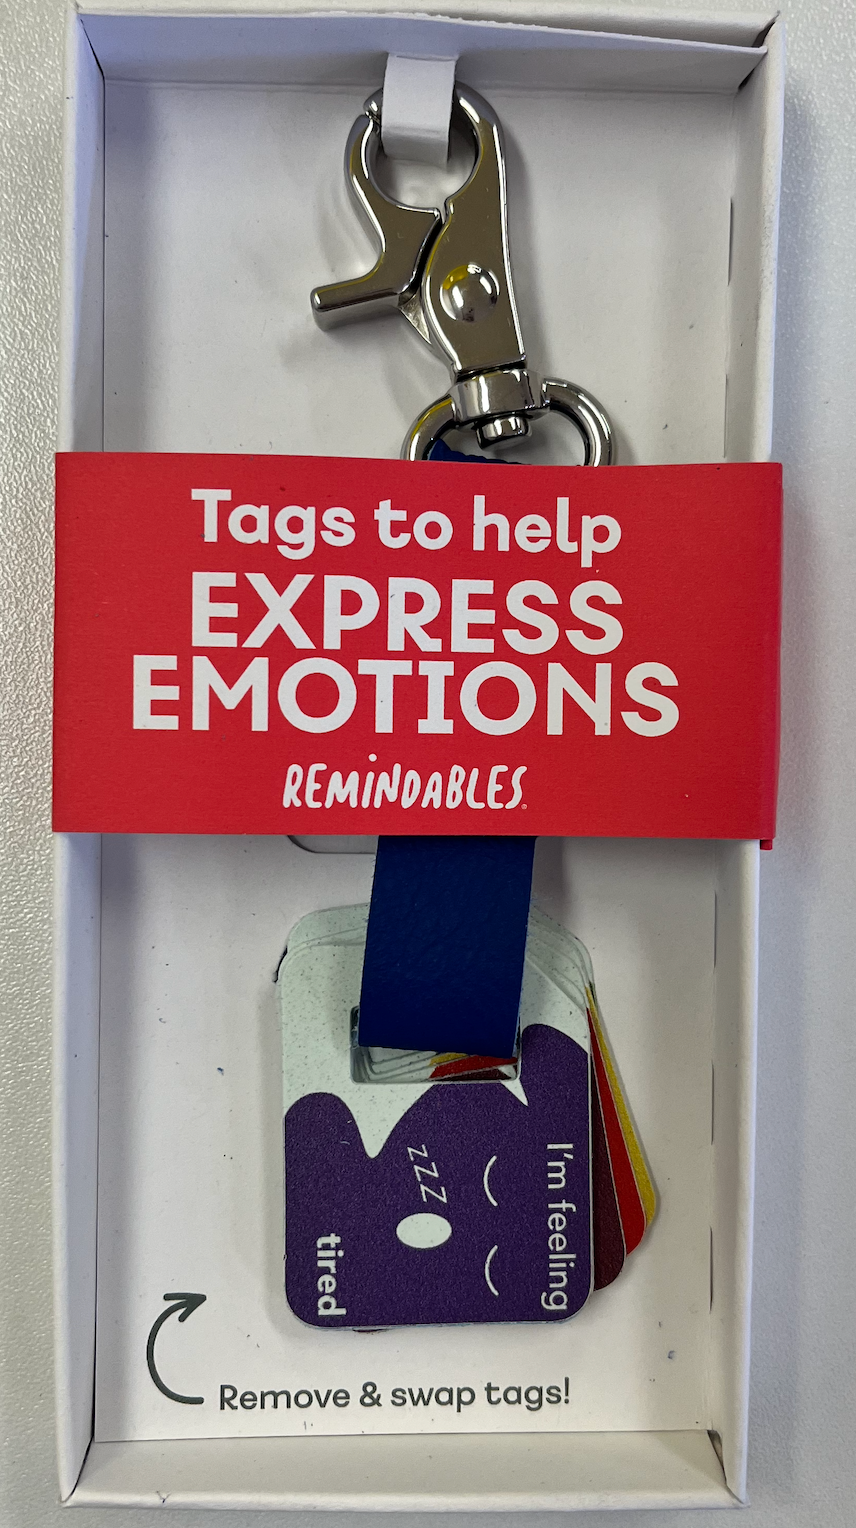 Tags to help
EXPRESS
EMOTIONS
REMiNDABLES
I'm feeling
zzz
tired
Remove & swap tags!